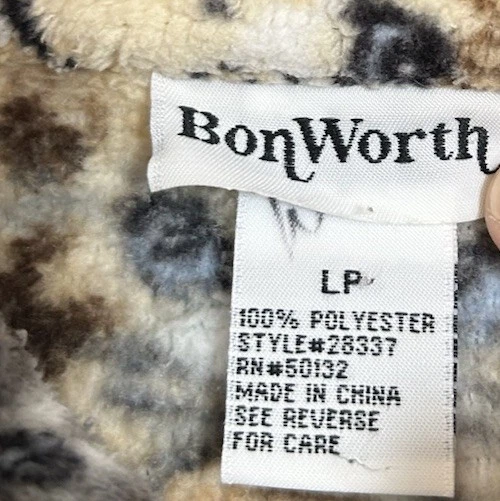 BonWorth
LP
100% POLYESTER
STYLE#28337
RN#50132
MADE IN CHINA
SEE REVERSE
FOR CARE